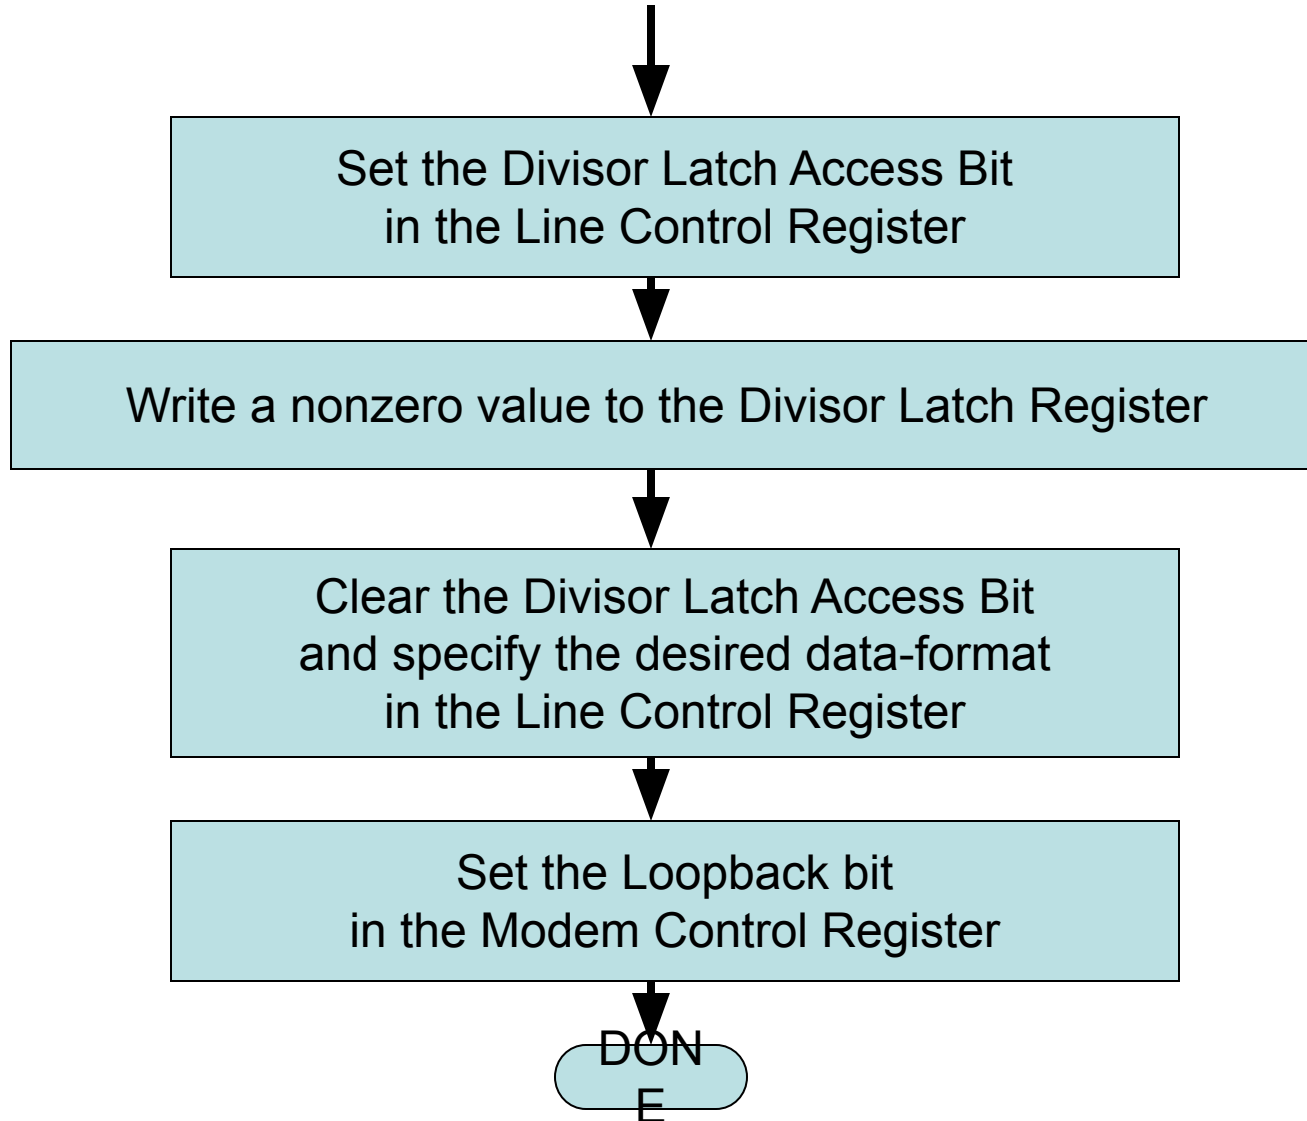 Set the Divisor Latch Access Bit
in the Line Control Register
Write a nonzero value to the Divisor Latch Register
Clear the Divisor Latch Access Bit
and specify the desired data-format
in the Line Control Register
Set the Loopback bit
in the Modem Control Register
DON
E